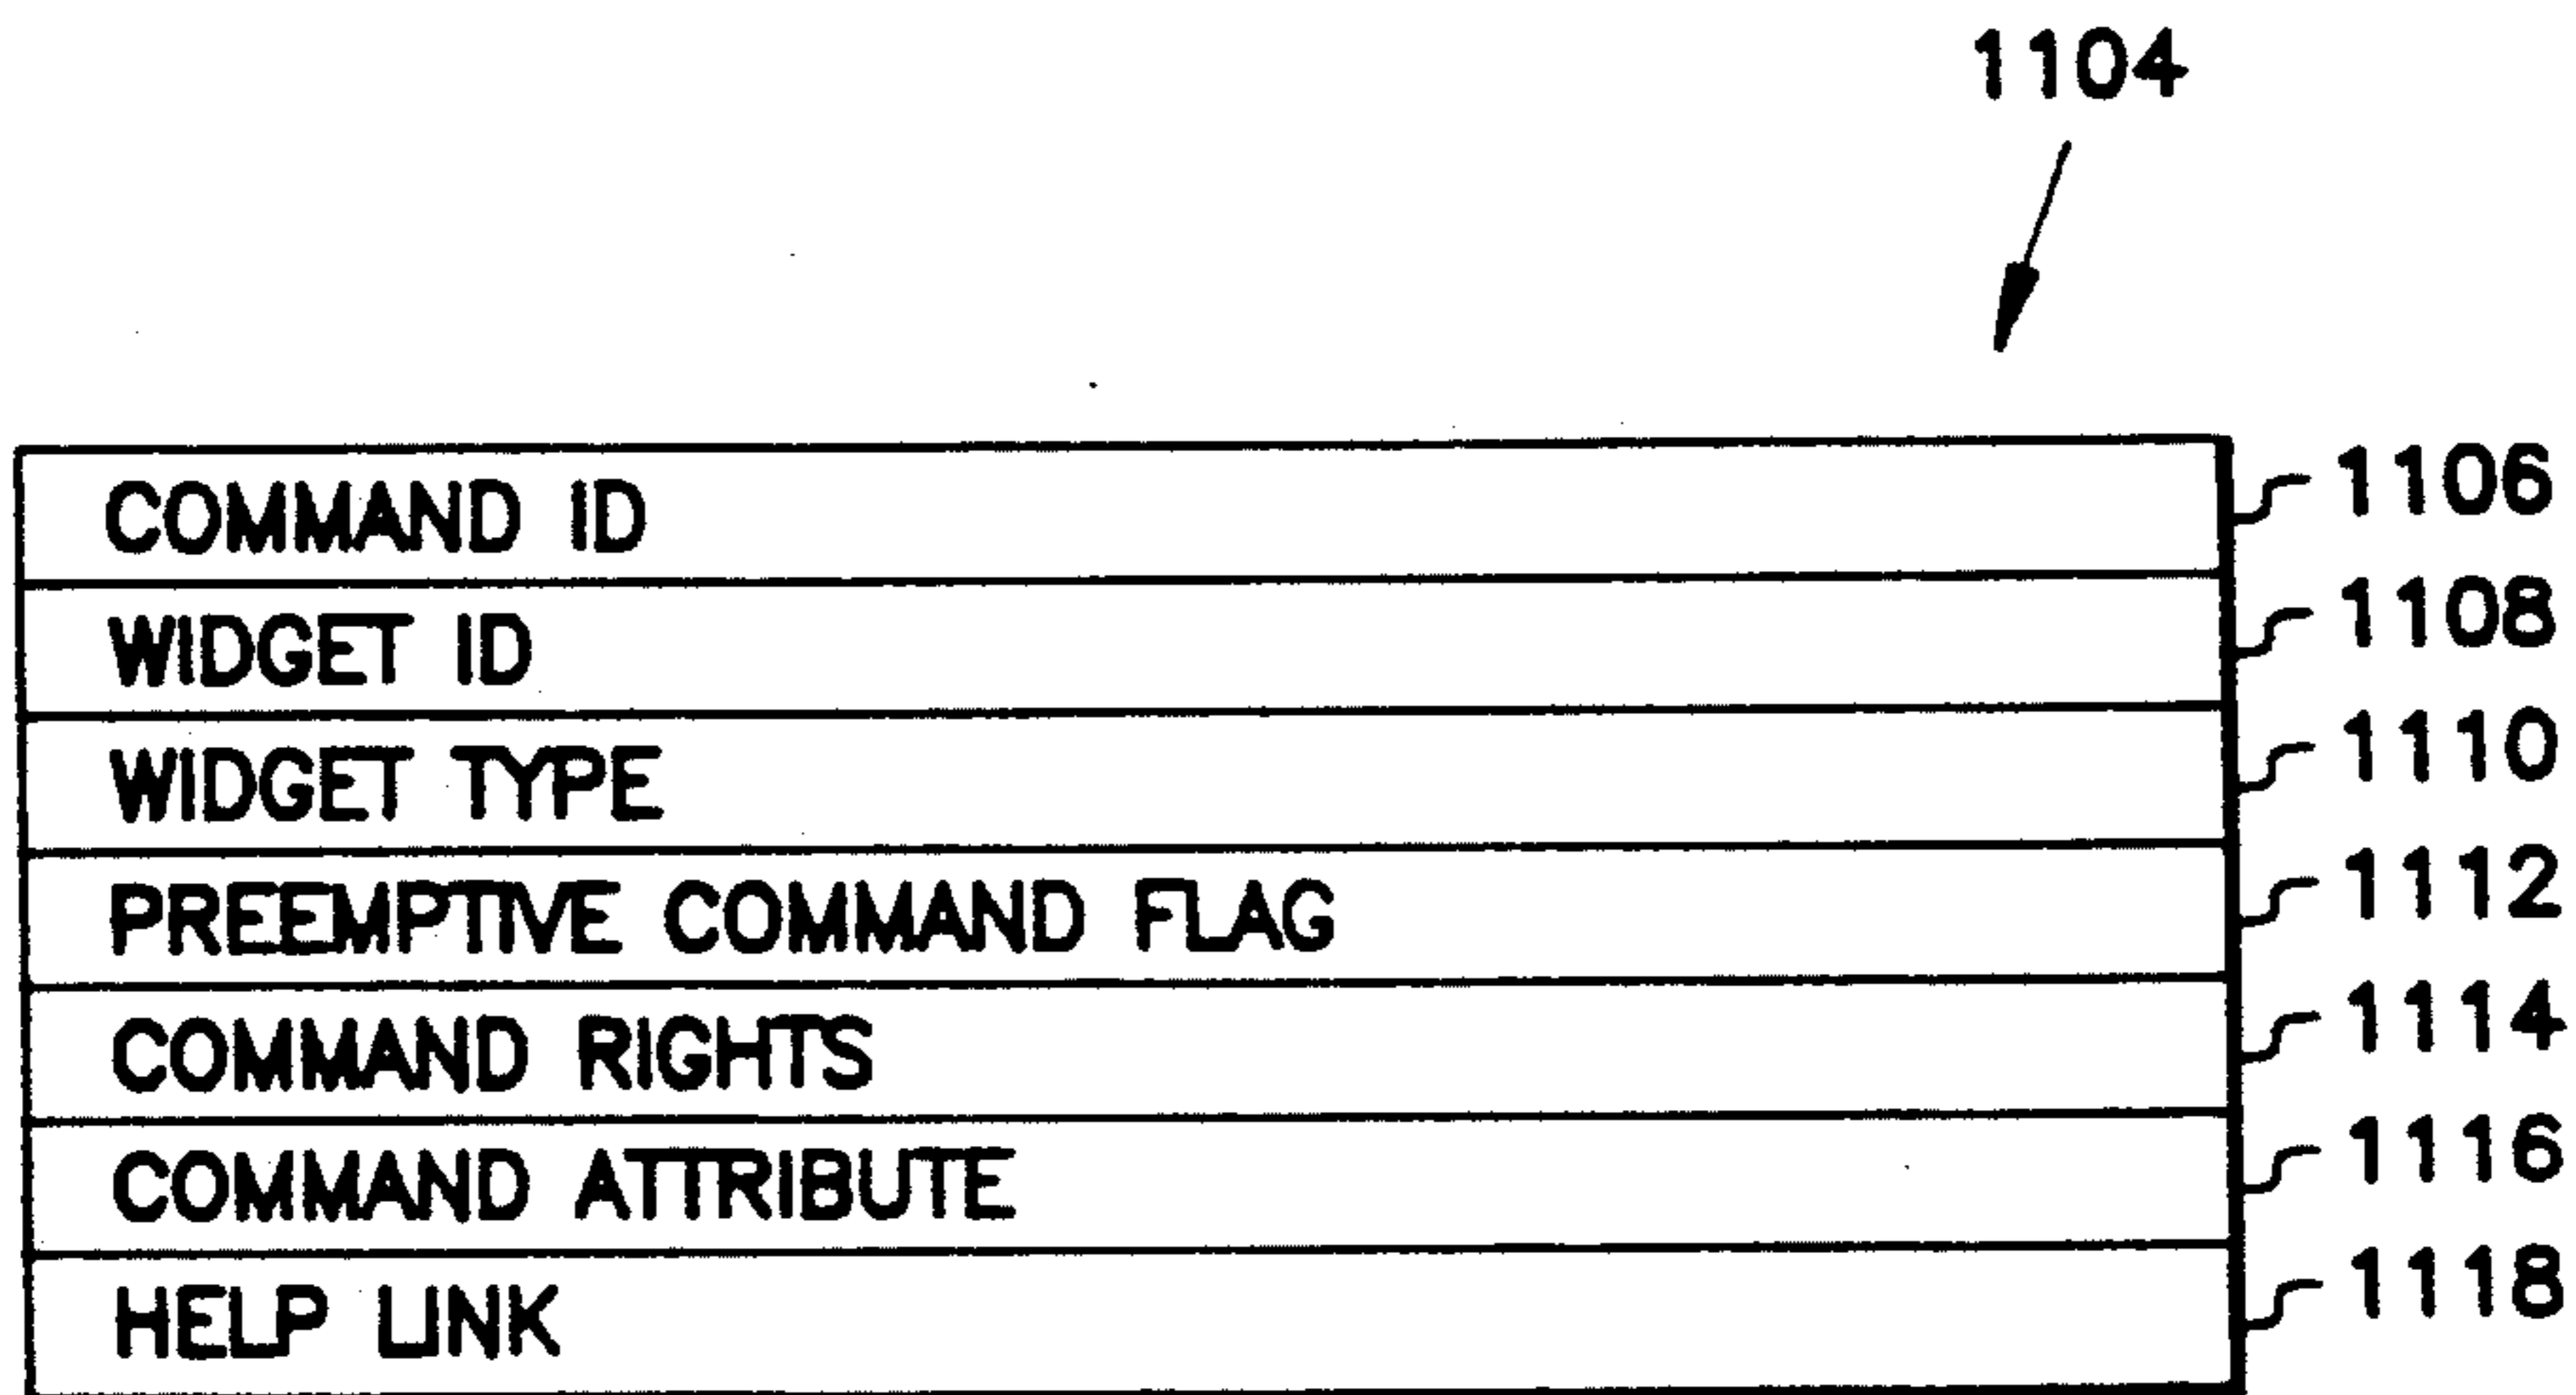 1104
COMMAND ID 1106
WIDGET ID 1108
WIDGET TYPE 1110
PREEMPTIVE COMMAND FLAG 1112
COMMAND RIGHTS 1114
COMMAND ATTRIBUTE 1116
HELP LINK 1118